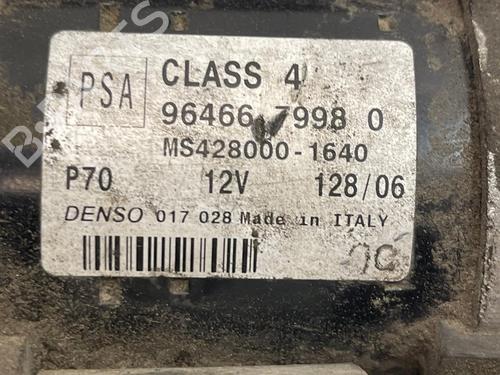 PSA
CLASS 4
96466 7998 0
MS428000-1640
P70 12V 128/06
DENSO 017 028 Made in ITALY